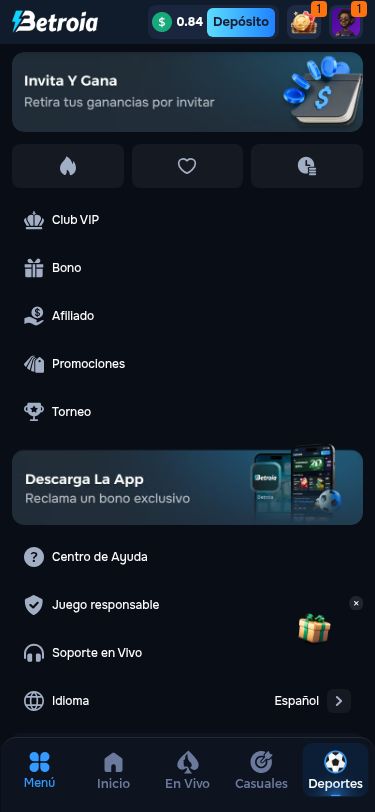 Betroia
$ 0.84 Depósito
1
1
Invita Y Gana
Retira tus ganancias por invitar
$
Club VIP
Bono
Afiliado
Promociones
Torneo
Descarga La App
Reclama un bono exclusivo
Betroia
Betroia
Centro de Ayuda
Juego responsable
Soporte en Vivo
Idioma
Español
Menú
Inicio
En Vivo
Casuales
Deportes